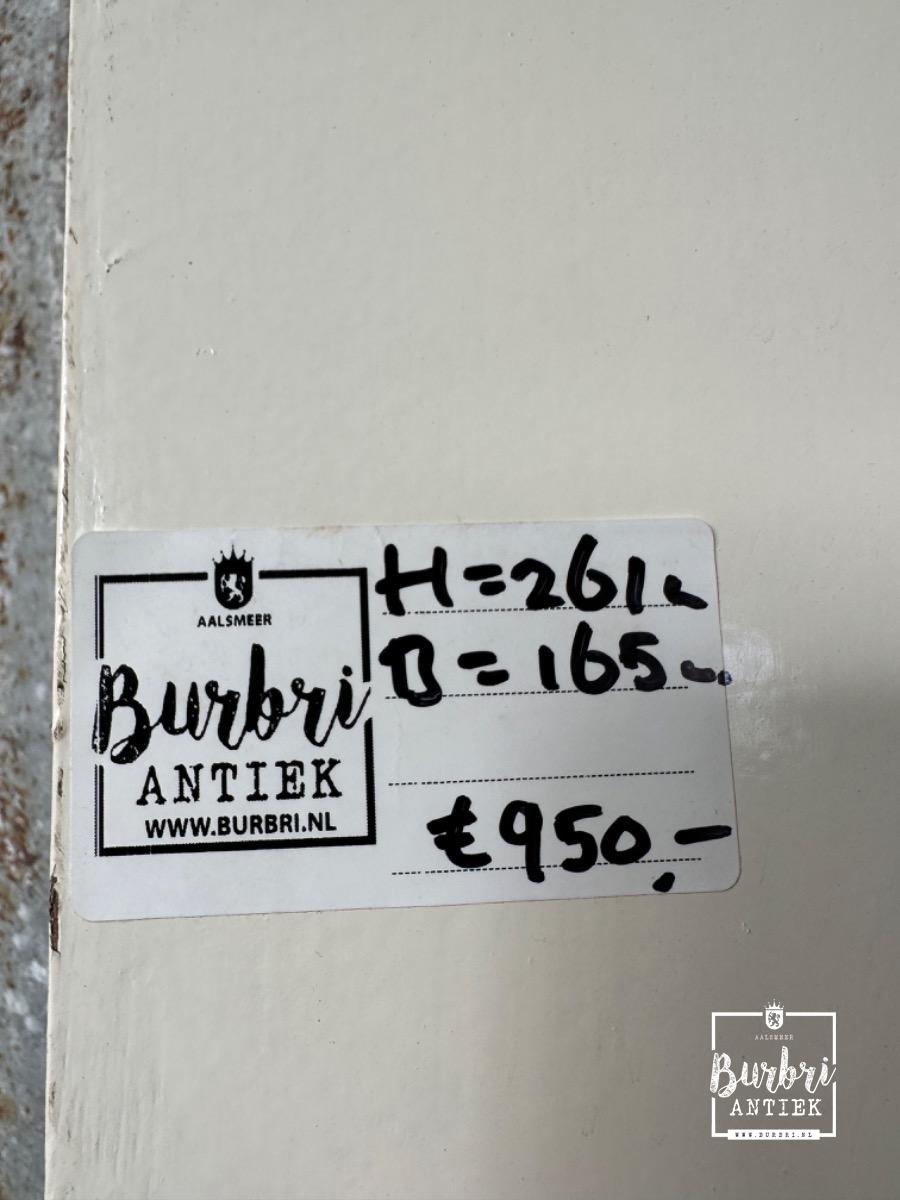 AALSMEER
Burbri
ANTIEK
WWW.BURBRI.NL
H=261
B=165
€950,-
AALSMEER
Burbri
ANTIEK
WWW.BURBRI.NL